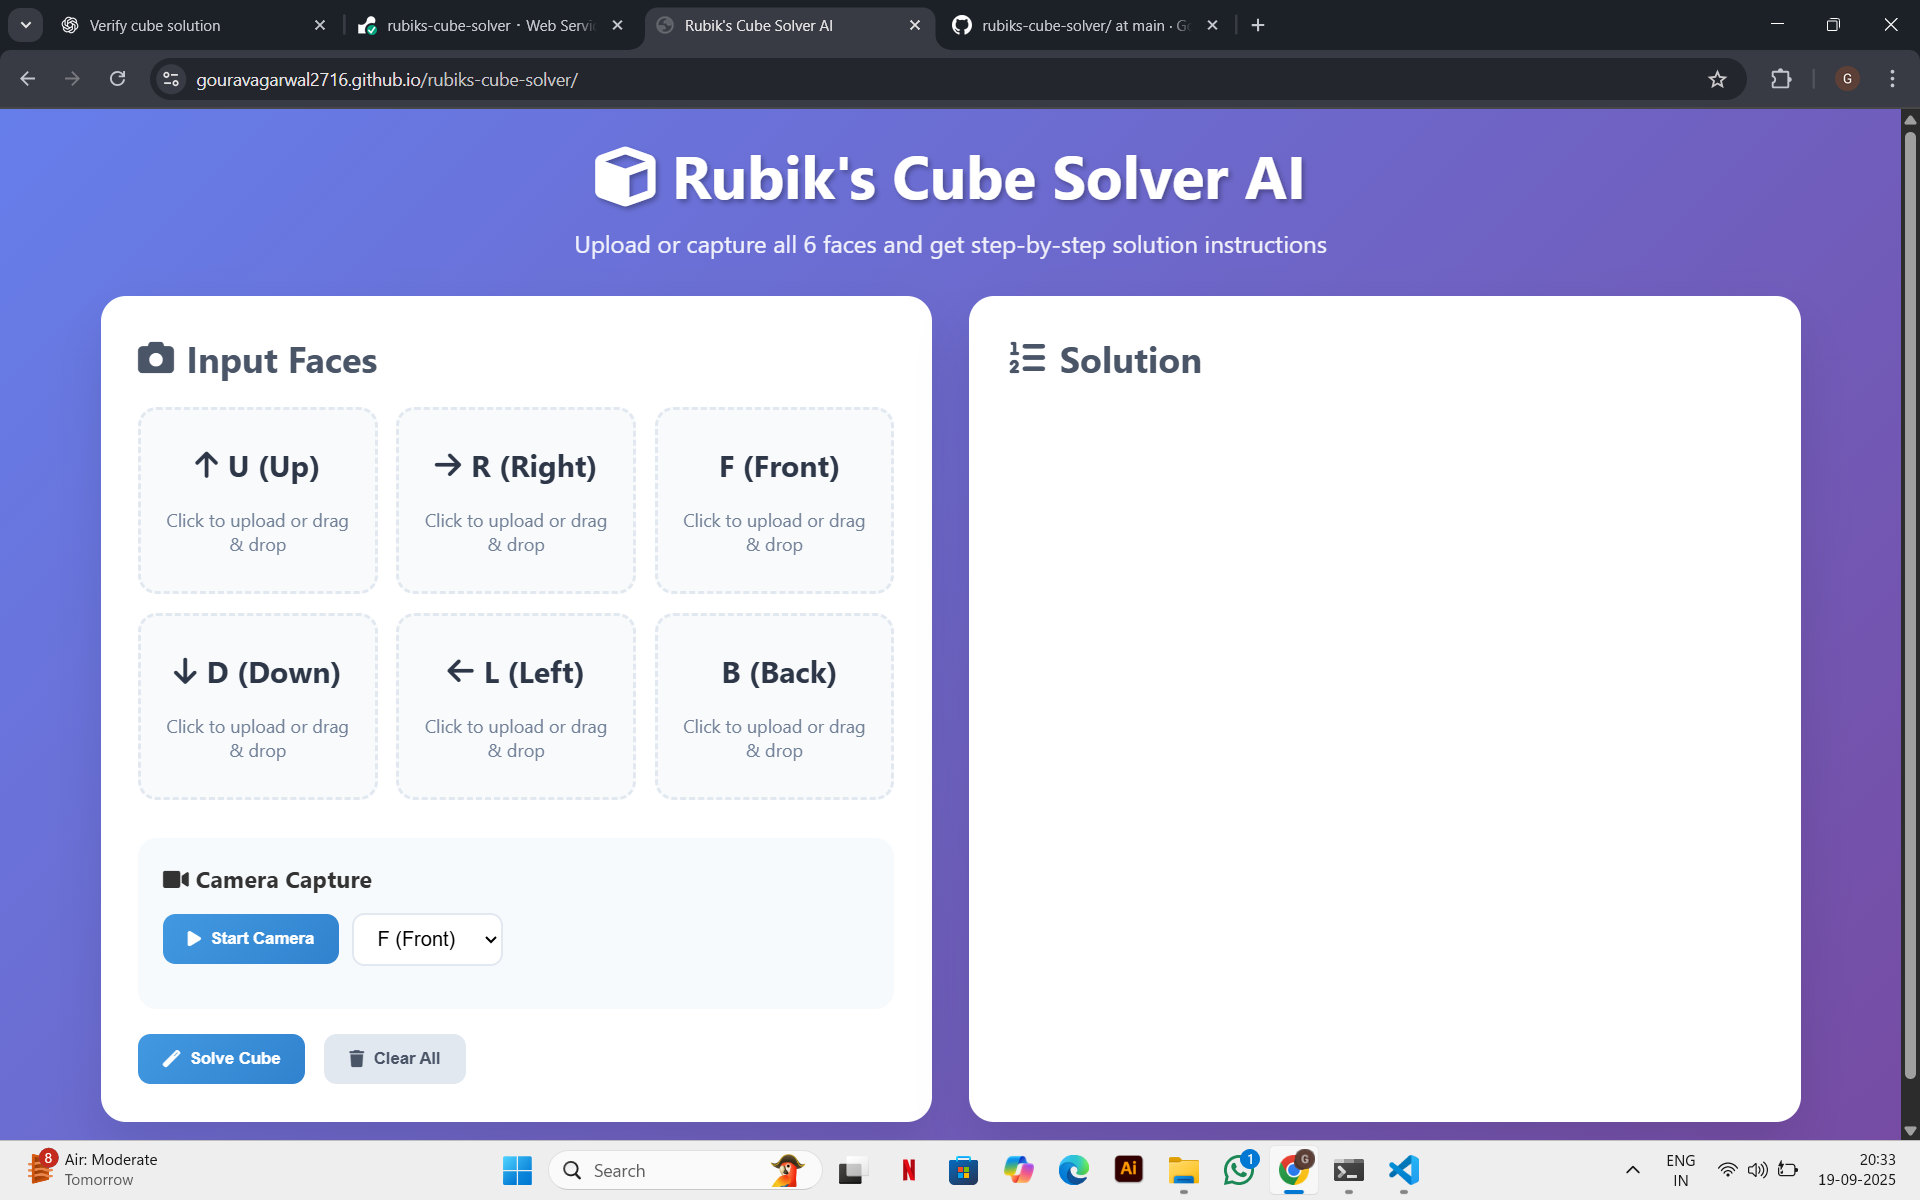 Verify cube solution
rubiks-cube-solver · Web Servi
Rubik's Cube Solver AI
rubiks-cube-solver/ at main · G
gouravagarwal2716.github.io/rubiks-cube-solver/
G
Rubik's Cube Solver AI
Upload or capture all 6 faces and get step-by-step solution instructions
Input Faces
U (Up)
Click to upload or drag
& drop
R (Right)
Click to upload or drag
& drop
F (Front)
Click to upload or drag
& drop
D (Down)
Click to upload or drag
& drop
L (Left)
Click to upload or drag
& drop
B (Back)
Click to upload or drag
& drop
Camera Capture
Start Camera
F (Front)
Solve Cube
Clear All
Solution
8
Air: Moderate
Tomorrow
Search
N
Ai
1
G
ENG
IN
20:33
19-09-2025